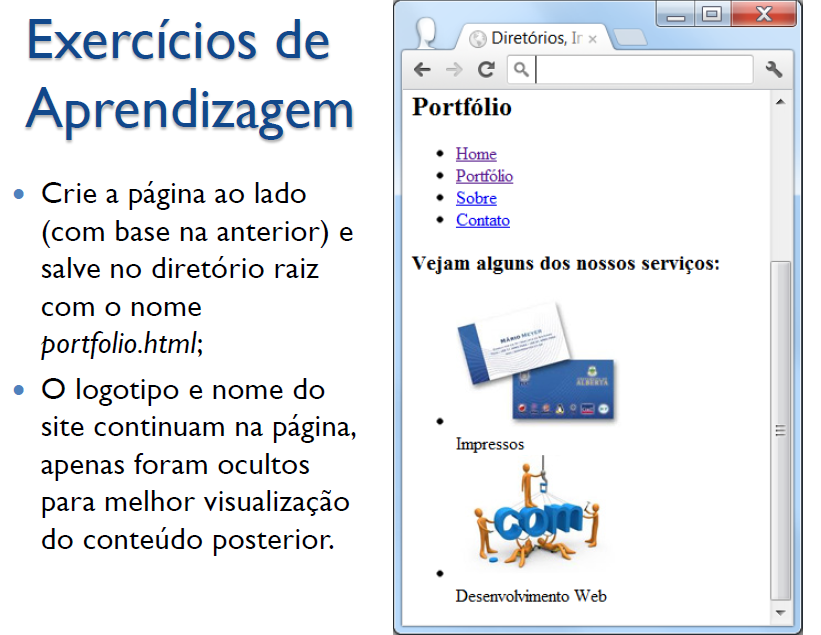 Exercícios de
Aprendizagem
• Crie a página ao lado
(com base na anterior) e
salve no diretório raiz
com o nome
portfolio.html;
• O logotipo e nome do
site continuam na página,
apenas foram ocultos
para melhor visualização
do conteúdo posterior.
Diretórios, Ir
Portfólio
• Home
• Portfólio
• Sobre
• Contato
Vejam alguns dos nossos serviços:
ALBERTA
• Impressos
com
• Desenvolvimento Web